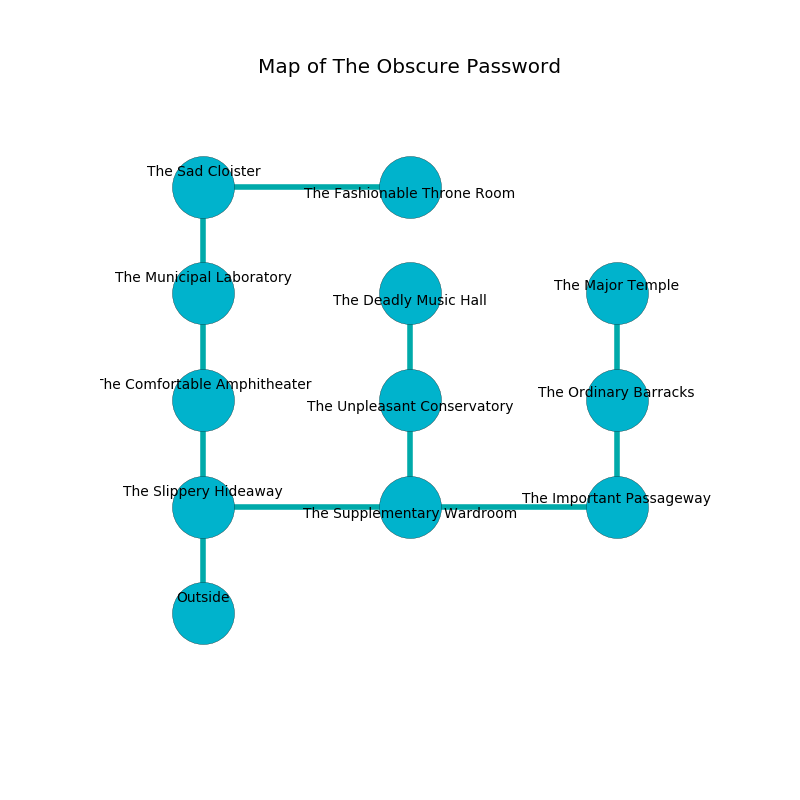 Map of The Obscure Password
The Sad Cloister
The Fashionable Throne Room
The Municipal Laboratory
The Major Temple
The Deadly Music Hall
The Comfortable Amphitheater
The Ordinary Barracks
The Unpleasant Conservatory
The Slippery Hideaway
The Important Passageway
The Supplementary Wardroom
Outside